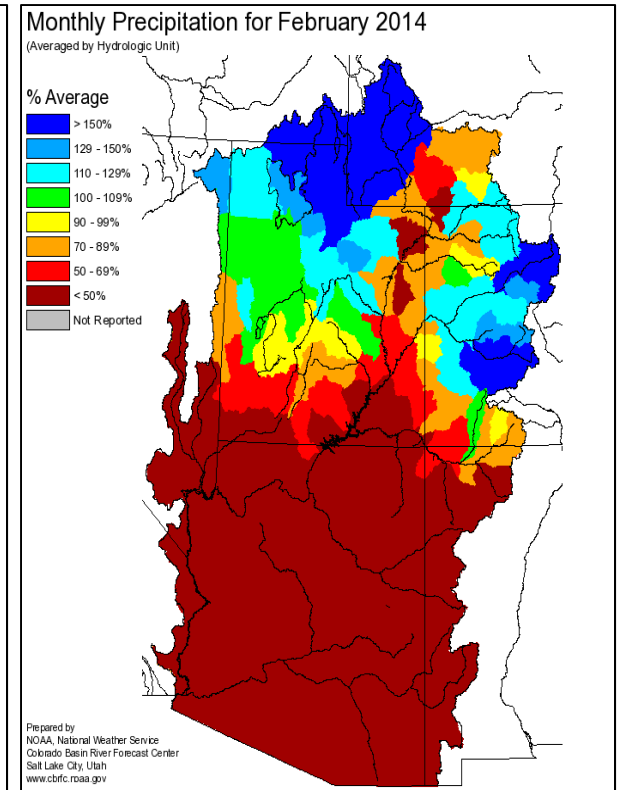 Monthly Precipitation for February 2014
(Averaged by Hydrologic Unit)
% Average
> 150%
129 - 150%
110 - 129%
100 - 109%
90 - 99%
70 - 89%
50 - 69%
< 50%
Not Reported
Prepared by
NOAA, National Weather Service
Colorado Basin River Forecast Center
Salt Lake City, Utah
www.cbrfc.noaa.gov